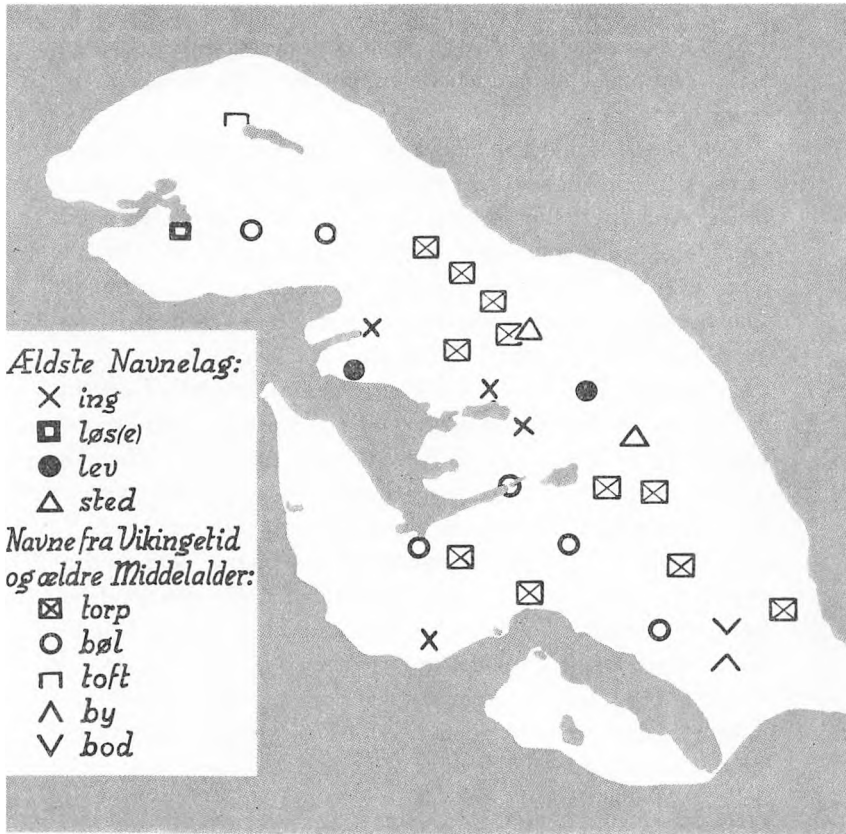 Ældste Navnelag:
ing
løs(e)
lev
sted
Navne fra Vikingetid
og ældre Middelalder:
torp
bøl
toft
by
bod